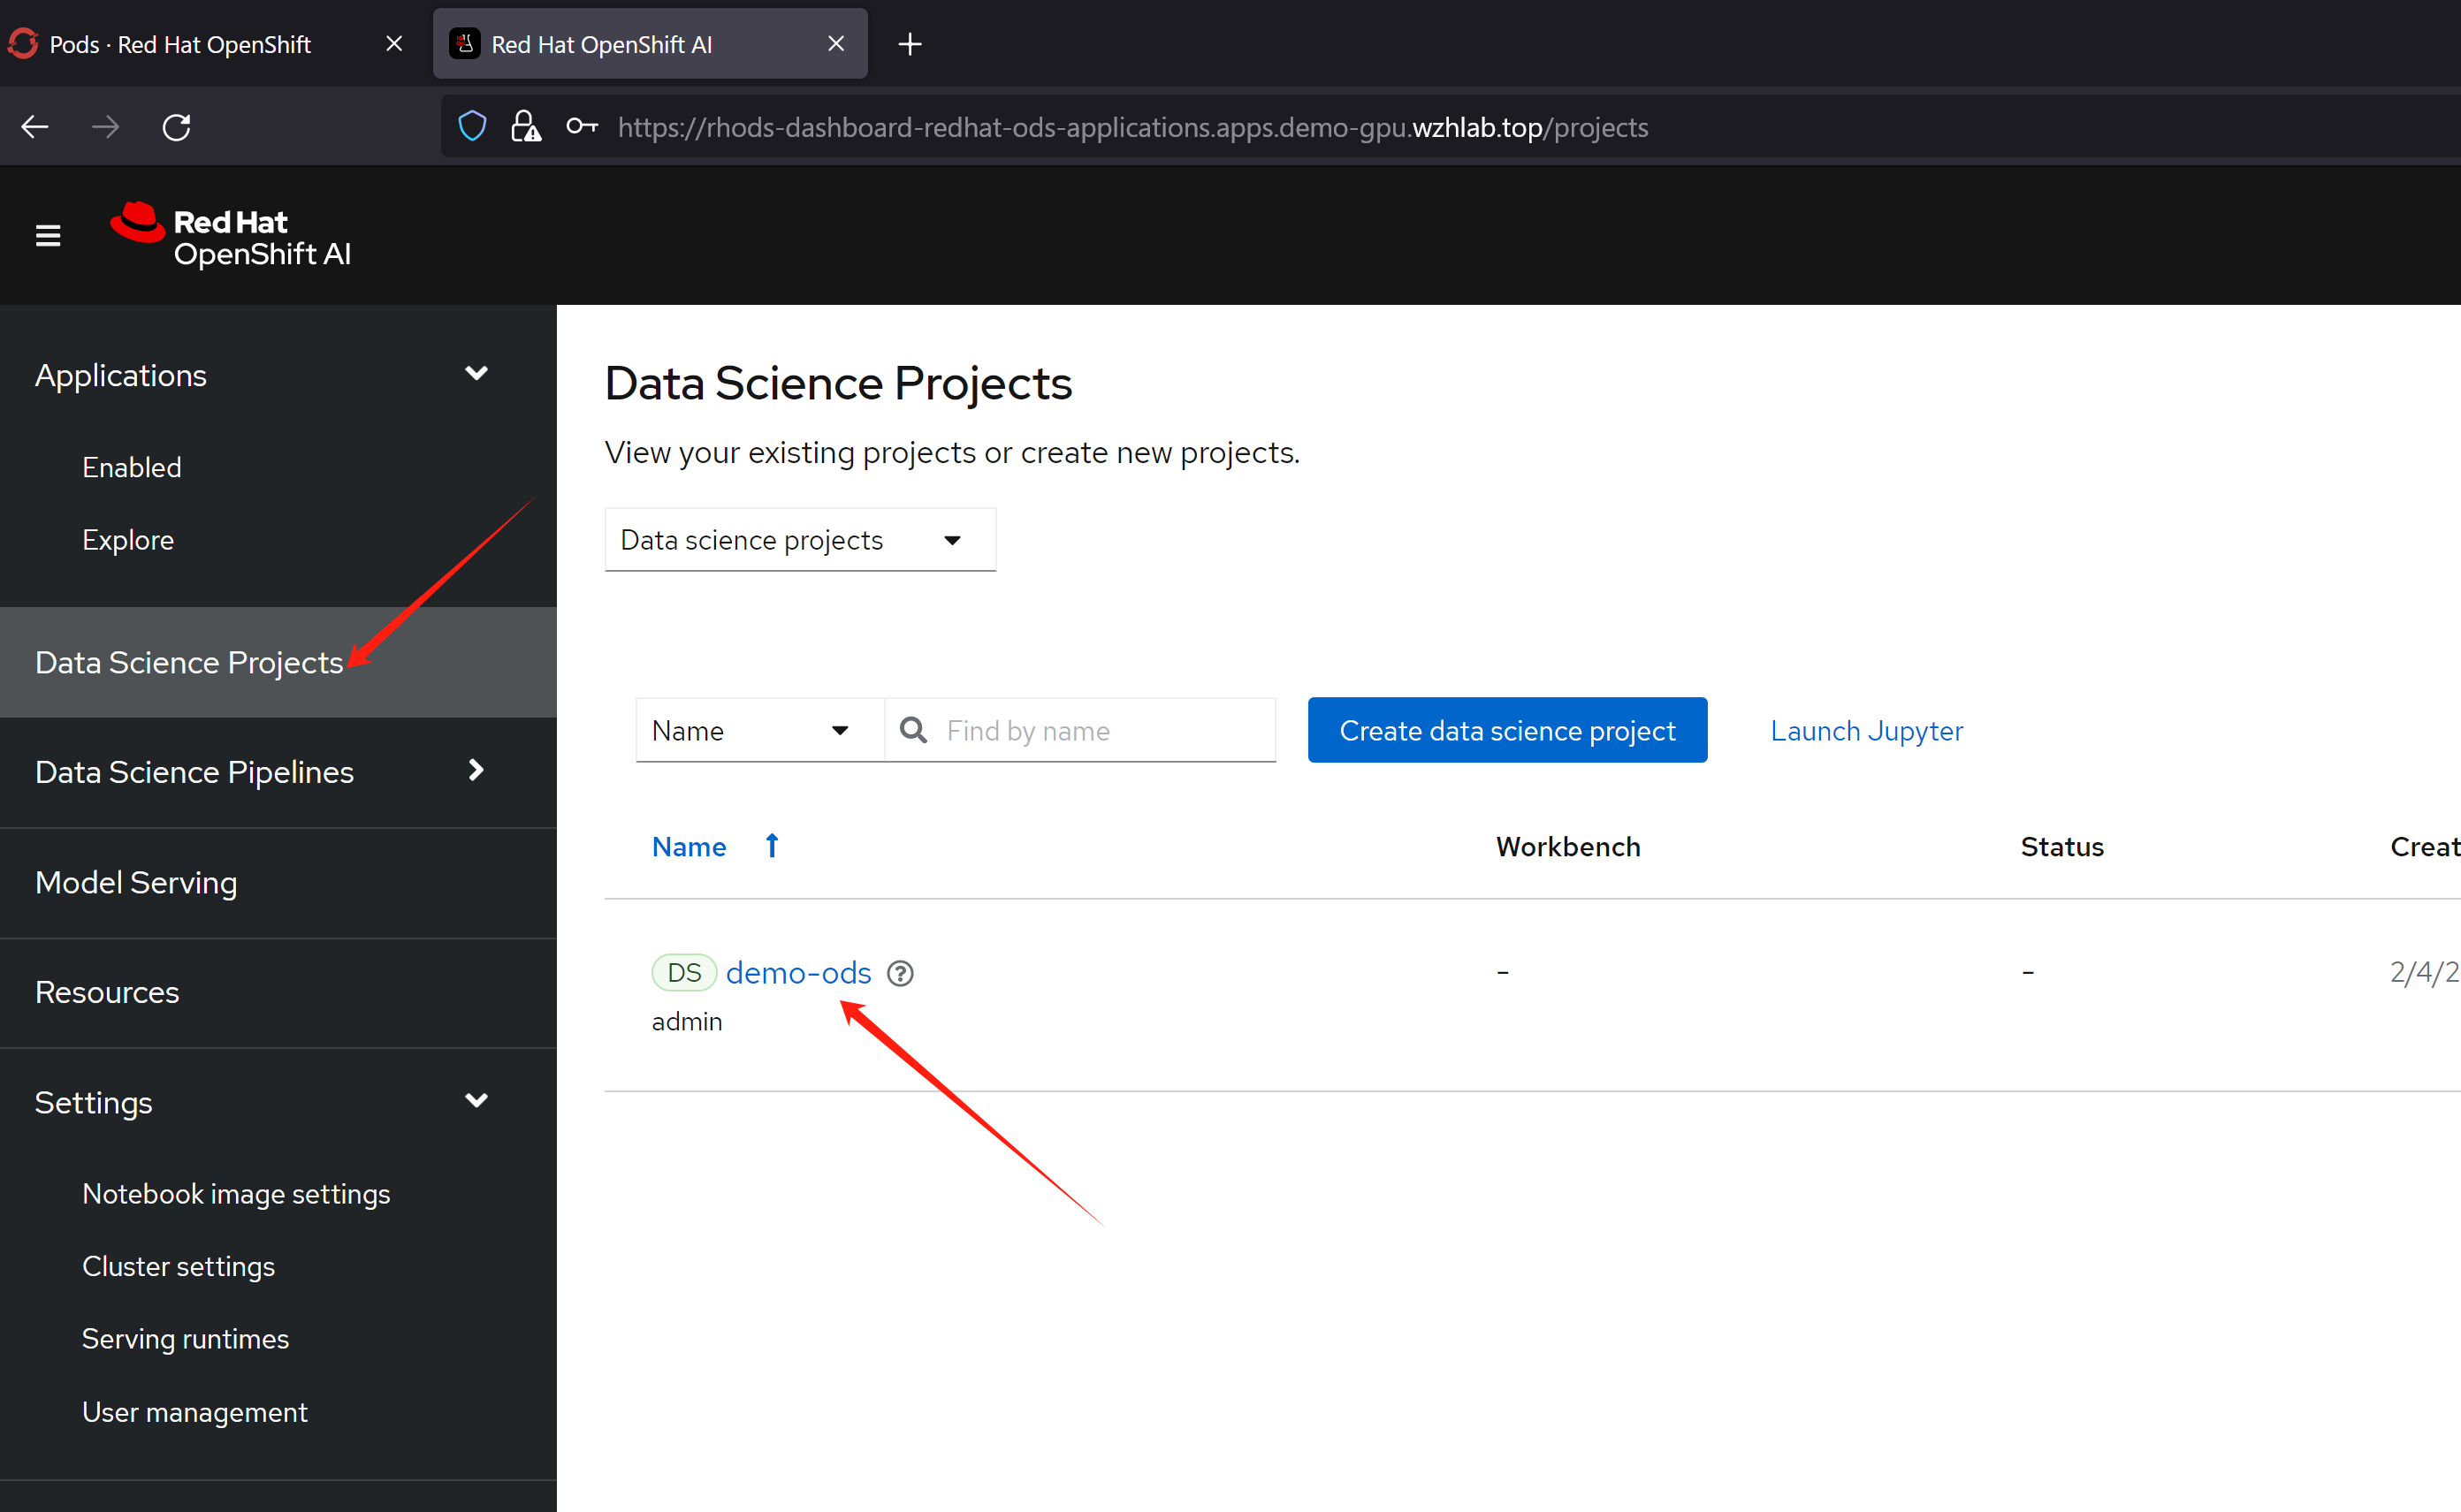 Pods · Red Hat OpenShift
Red Hat OpenShift AI
https://rhods-dashboard-redhat-ods-applications.apps.demo-gpu.wzhlab.top/projects
Red Hat
OpenShift AI
Applications
Enabled
Explore
Data Science Projects
Data Science Pipelines
Model Serving
Resources
Settings
Notebook image settings
Cluster settings
Serving runtimes
User management
Data Science Projects
View your existing projects or create new projects.
Data science projects
Name
Find by name
Create data science project
Launch Jupyter
Name Workbench Status Creat
DS demo-ods - - 2/4/2
admin